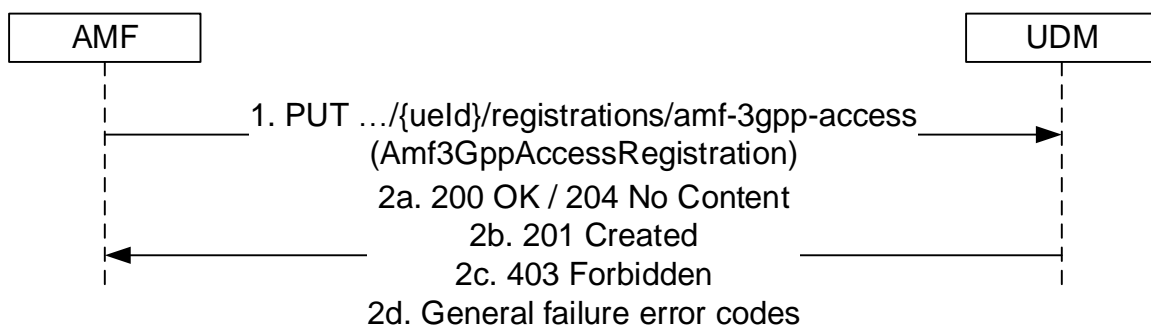 AMF
UDM
1. PUT …/{ueId}/registrations/amf-3gpp-access
(Amf3GppAccessRegistration)
2a. 200 OK / 204 No Content
2b. 201 Created
2c. 403 Forbidden
2d. General failure error codes